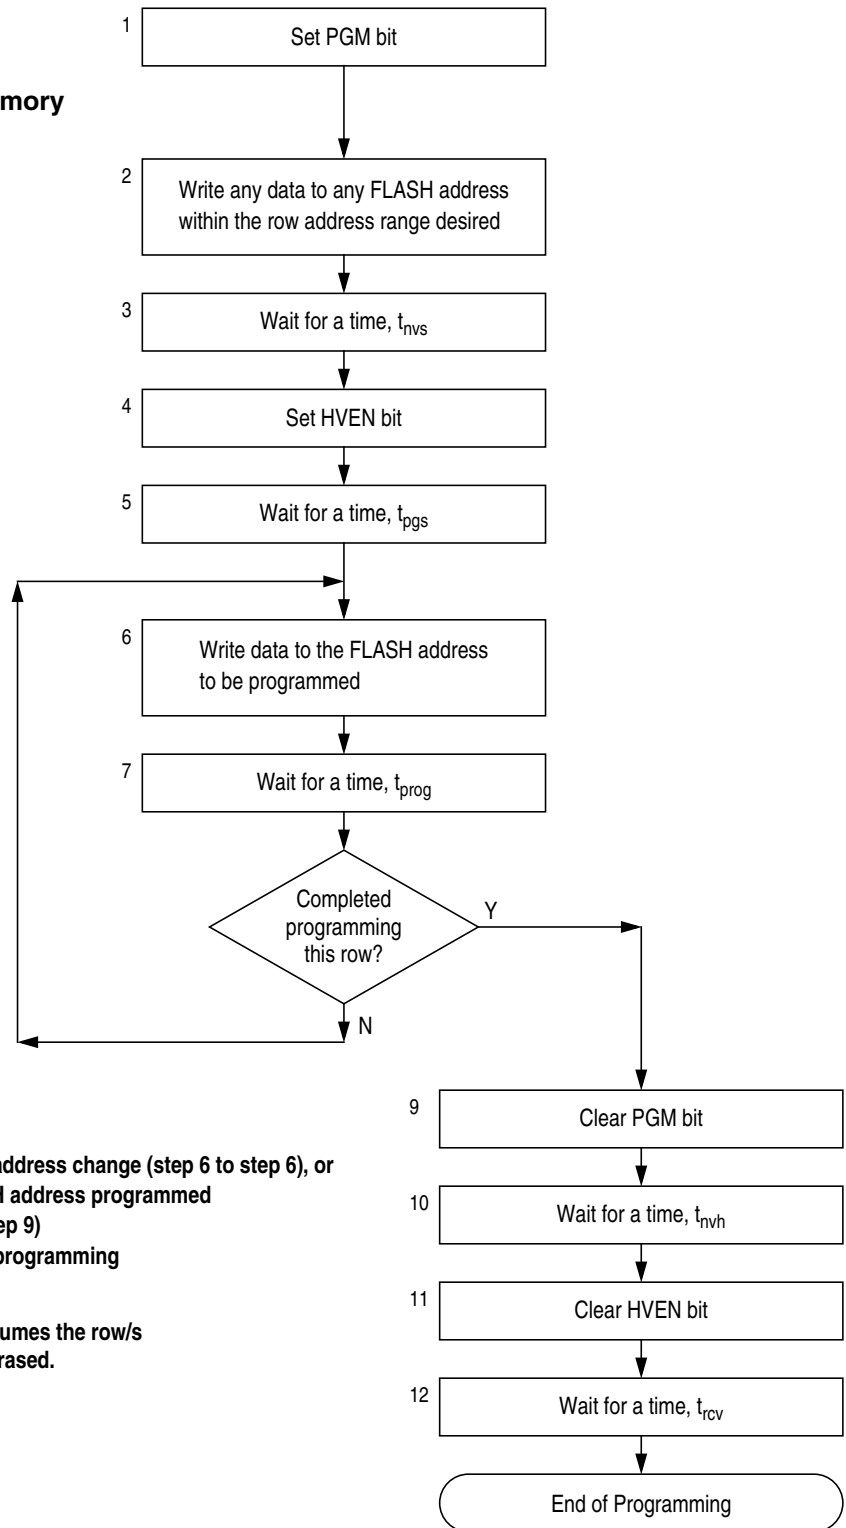 1
Set PGM bit
mory
2
Write any data to any FLASH address
within the row address range desired
3
Wait for a time, tnvs
4
Set HVEN bit
5
Wait for a time, tpgs
6
Write data to the FLASH address
to be programmed
7
Wait for a time, tprog
Completed
programming
this row?
Y
N
9
Clear PGM bit
address change (step 6 to step 6), or
address programmed
ep 9)
10
Wait for a time, tnvh
programming
11
Clear HVEN bit
umes the row/s
rased.
12
Wait for a time, trcv
End of Programming